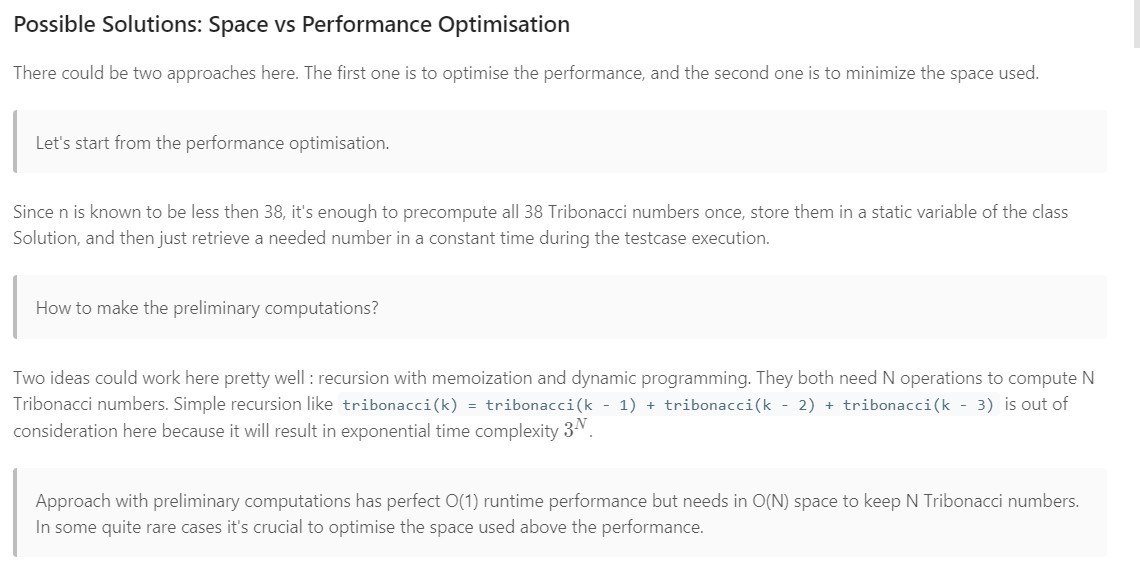 Possible Solutions: Space vs Performance Optimisation
There could be two approaches here. The first one is to optimise the performance, and the second one is to minimize the space used.
Let's start from the performance optimisation.
Since n is known to be less then 38, it's enough to precompute all 38 Tribonacci numbers once, store them in a static variable of the class
Solution, and then just retrieve a needed number in a constant time during the testcase execution.
How to make the preliminary computations?
Two ideas could work here pretty well : recursion with memoization and dynamic programming. They both need N operations to compute N
Tribonacci numbers. Simple recursion like tribonacci(k) = tribonacci(k - 1) + tribonacci(k - 2) + tribonacci(k - 3) is out of
consideration here because it will result in exponential time complexity 3^N.
Approach with preliminary computations has perfect O(1) runtime performance but needs in O(N) space to keep N Tribonacci numbers.
In some quite rare cases it's crucial to optimise the space used above the performance.